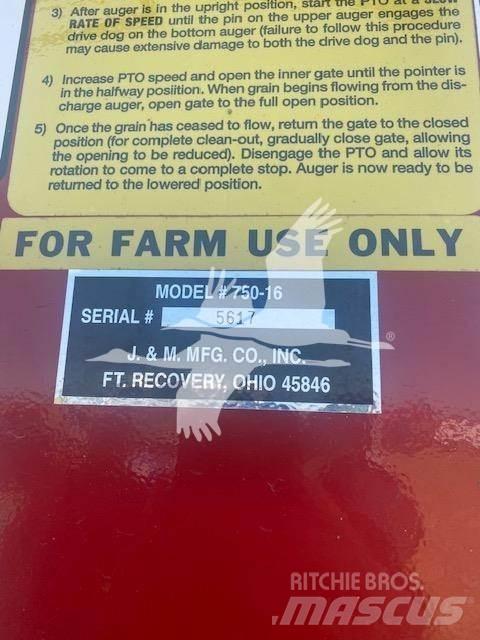 3) After auger is in the upright position, start the PTO at a SLOW
RATE OF SPEED until the pin on the upper auger engages the
drive dog on the bottom auger (failure to follow this procedure
may cause extensive damage to both the drive dog and the pin).
4) Increase PTO speed and open the inner gate until the pointer is
in the halfway posiition. When grain begins flowing from the dis-
charge auger, open gate to the full open position.
5) Once the grain has ceased to flow, return the gate to the closed
position (for complete clean-out, gradually close gate, allowing
the opening to be reduced). Disengage the PTO and allow its
rotation to come to a complete stop. Auger is now ready to be
returned to the lowered position.
FOR FARM USE ONLY
MODEL # 750-16
SERIAL # 5617
J. & M. MFG. CO., INC.
FT. RECOVERY, OHIO 45846
®
RITCHIE BROS.
MASCUS